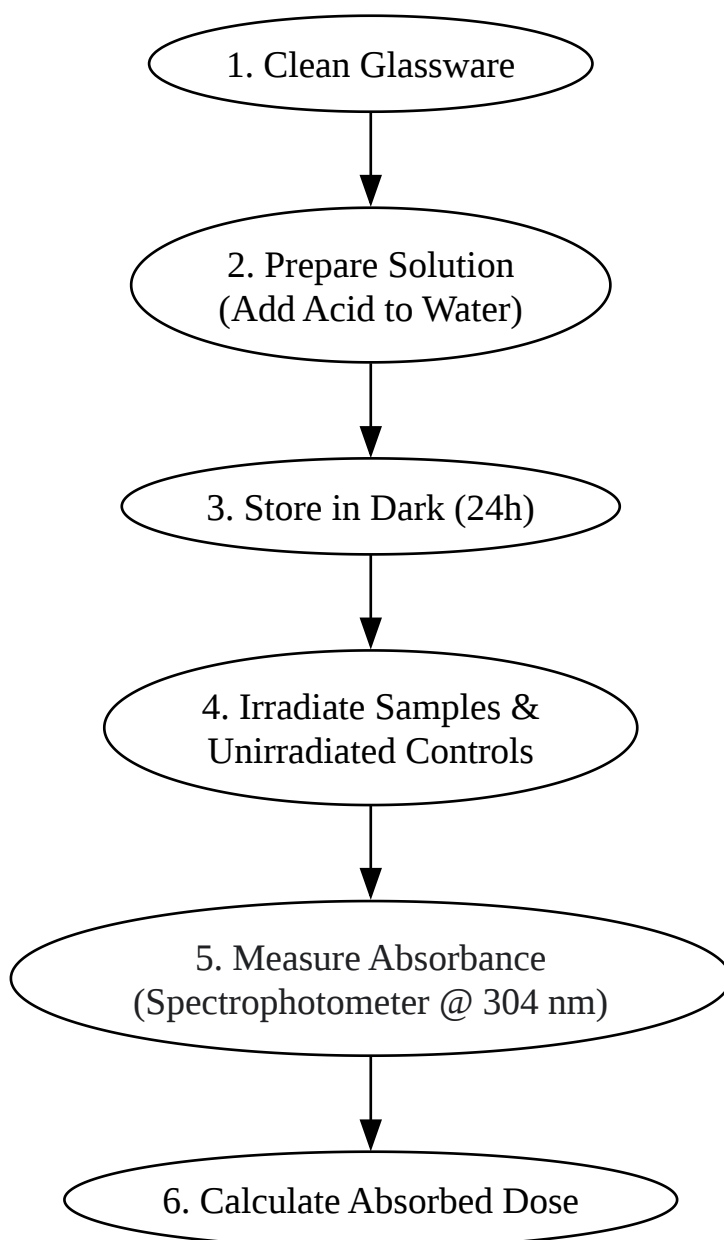 1. Clean Glassware
2. Prepare Solution
(Add Acid to Water)
3. Store in Dark (24h)
4. Irradiate Samples &
Unirradiated Controls
5. Measure Absorbance
(Spectrophotometer @ 304 nm)
6. Calculate Absorbed Dose